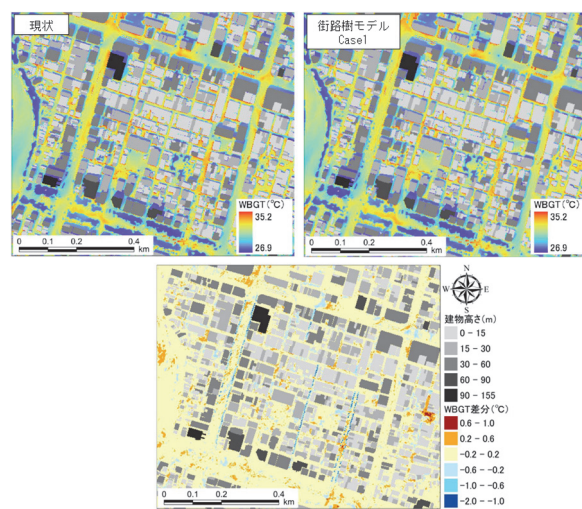 現状
WBGT(℃)
35.2
26.9
0 0.1 0.2 0.4
km
街路樹モデル
Case1
WBGT(℃)
35.2
26.9
0 0.1 0.2 0.4
km
N
W E
S
建物高さ(m)
0 - 15
15 - 30
30 - 60
60 - 90
90 - 155
WBGT差分(℃)
0.6 - 1.0
0.2 - 0.6
-0.2 - 0.2
-0.6 - -0.2
-1.0 - -0.6
-2.0 - -1.0
0 0.1 0.2 0.4
km